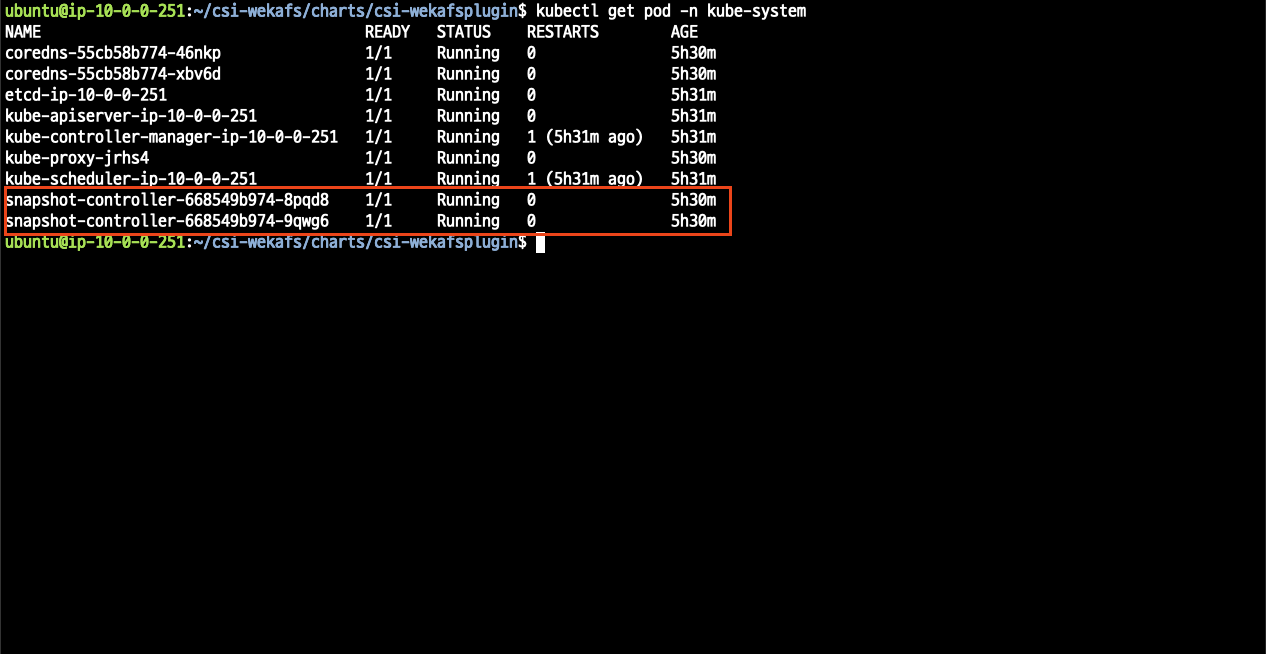 ubuntu@ip-10-0-0-251:~/csi-wekafs/charts/csi-wekafsplugin$ kubectl get pod -n kube-system
NAME READY STATUS RESTARTS AGE
coredns-55cb58b774-46nkp 1/1 Running 0 5h30m
coredns-55cb58b774-xbv6d 1/1 Running 0 5h30m
etcd-ip-10-0-0-251 1/1 Running 0 5h31m
kube-apiserver-ip-10-0-0-251 1/1 Running 0 5h31m
kube-controller-manager-ip-10-0-0-251 1/1 Running 1 (5h31m ago) 5h31m
kube-proxy-jrhs4 1/1 Running 0 5h30m
kube-scheduler-ip-10-0-0-251 1/1 Running 1 (5h31m ago) 5h31m
snapshot-controller-668549b974-8pqd8 1/1 Running 0 5h30m
snapshot-controller-668549b974-9qwg6 1/1 Running 0 5h30m
ubuntu@ip-10-0-0-251:~/csi-wekafs/charts/csi-wekafsplugin$